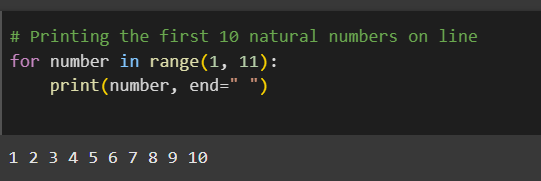 # Printing the first 10 natural numbers on line
for number in range(1, 11):
    print(number, end=" ")
1 2 3 4 5 6 7 8 9 10